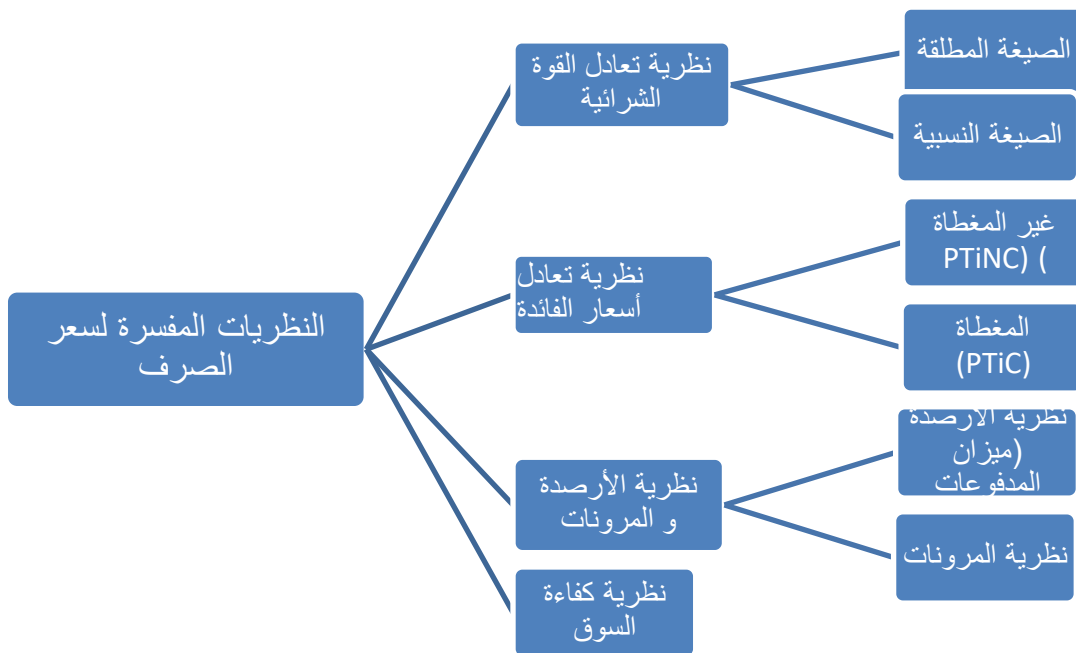 النظريات المفسرة لسعر
الصرف
نظرية تعادل القوة
الشرائية
الصيغة المطلقة
الصيغة النسبية
نظرية تعادل
أسعار الفائدة
غير المغطاة
PTiNC) (
المغطاة
(PTiC)
نظرية الأرصدة
و المرونات
نظرية الأرصدة
(ميزان
المدفوعات
نظرية المرونات
نظرية كفاءة
السوق